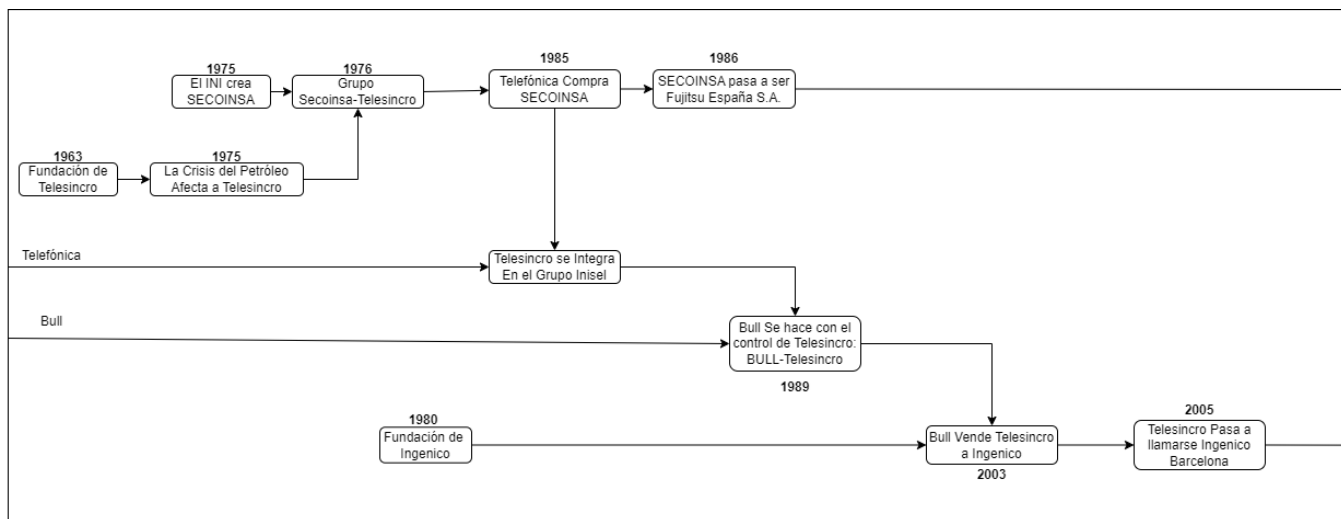 1985
1986
1975
1976
El INI crea
SECOINSA
Grupo
Secoinsa-Telesincro
Telefónica Compra
SECOINSA
SECOINSA pasa a ser
Fujitsu España S.A.
1963
1975
Fundación de
Telesincro
La Crisis del Petróleo
Afecta a Telesincro
Telefónica
Telesincro se Integra
En el Grupo Inisel
Bull
Bull Se hace con el
control de Telesincro:
BULL-Telesincro
1989
1980
Fundación de
Ingenico
Bull Vende Telesincro
a Ingenico
2003
2005
Telesincro Pasa a
llamarse Ingenico
Barcelona